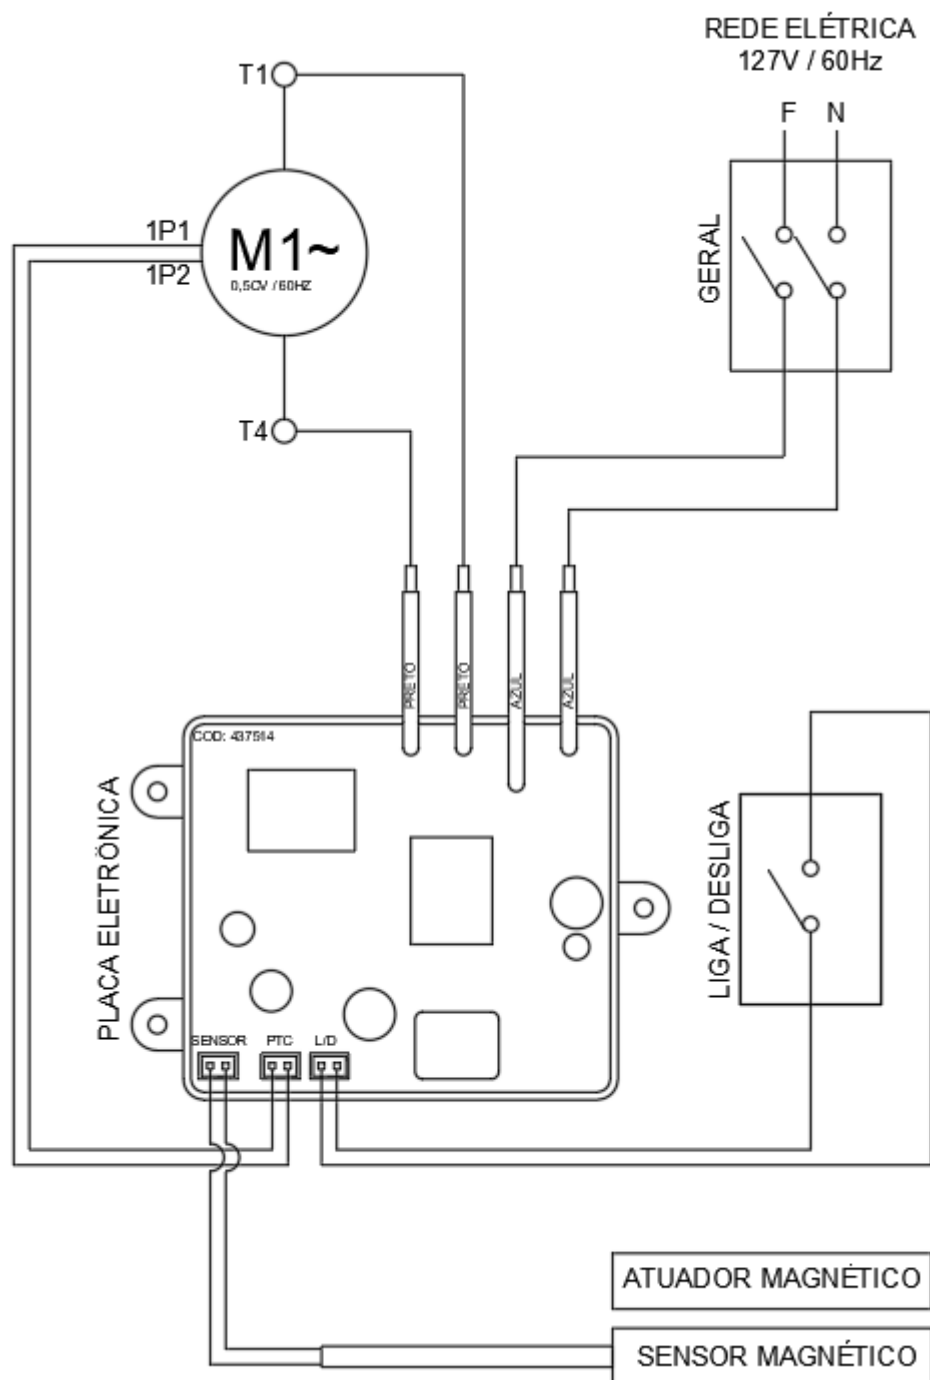 REDE ELÉTRICA
127V / 60Hz
F N
T1
GERAL
1P1
1P2
M1~
0,5CV / 60HZ
T4
PRETO
PRETO
AZUL
AZUL
COD: 437514
PLACA ELETRÔNICA
LIGA / DESLIGA
SENSOR PTC L/D
ATUADOR MAGNÉTICO
SENSOR MAGNÉTICO